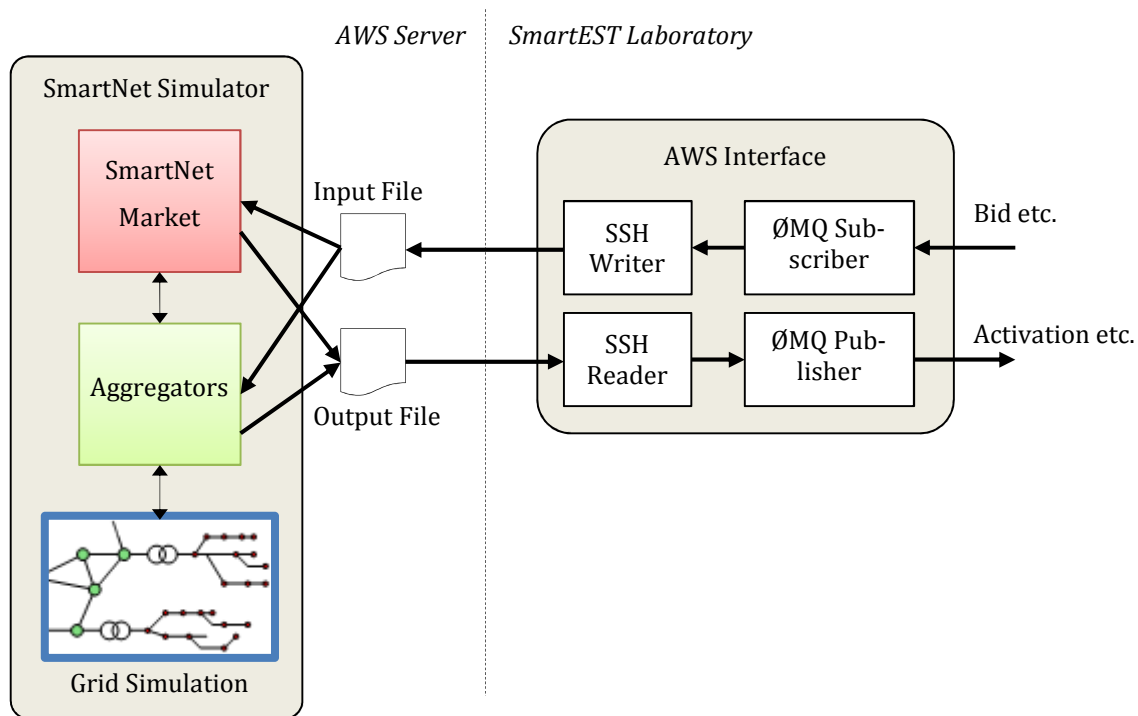 AWS Server
SmartEST Laboratory
SmartNet Simulator
SmartNet
Market
Aggregators
Grid Simulation
Input File
Output File
AWS Interface
SSH
Writer
ØMQ Sub-
scriber
Bid etc.
SSH
Reader
ØMQ Pub-
lisher
Activation etc.